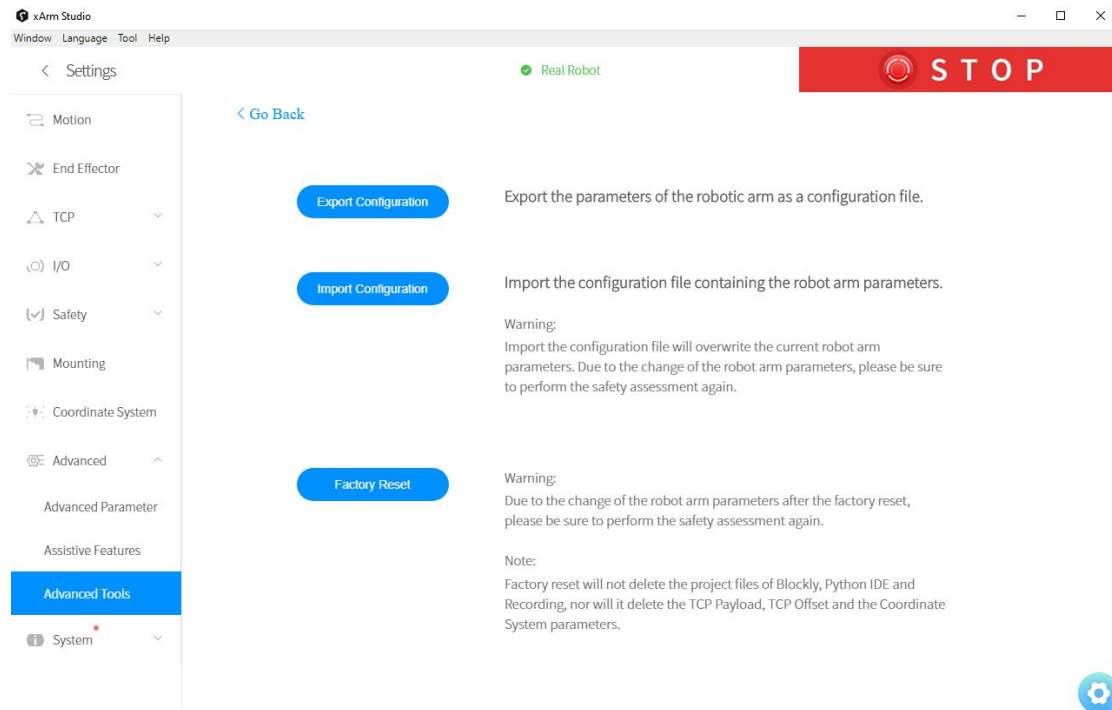 xArm Studio
Window Language Tool Help
Settings
Real Robot
STOP
Motion
< Go Back
End Effector
Export Configuration
Export the parameters of the robotic arm as a configuration file.
TCP
I/O
Import Configuration
Import the configuration file containing the robot arm parameters.
Safety
Warning:
Import the configuration file will overwrite the current robot arm
parameters. Due to the change of the robot arm parameters, please be sure
to perform the safety assessment again.
Mounting
Coordinate System
Advanced
Factory Reset
Warning:
Due to the change of the robot arm parameters after the factory reset,
please be sure to perform the safety assessment again.
Advanced Parameter
Assistive Features
Note:
Factory reset will not delete the project files of Blockly, Python IDE and
Recording, nor will it delete the TCP Payload, TCP Offset and the Coordinate
System parameters.
Advanced Tools
System